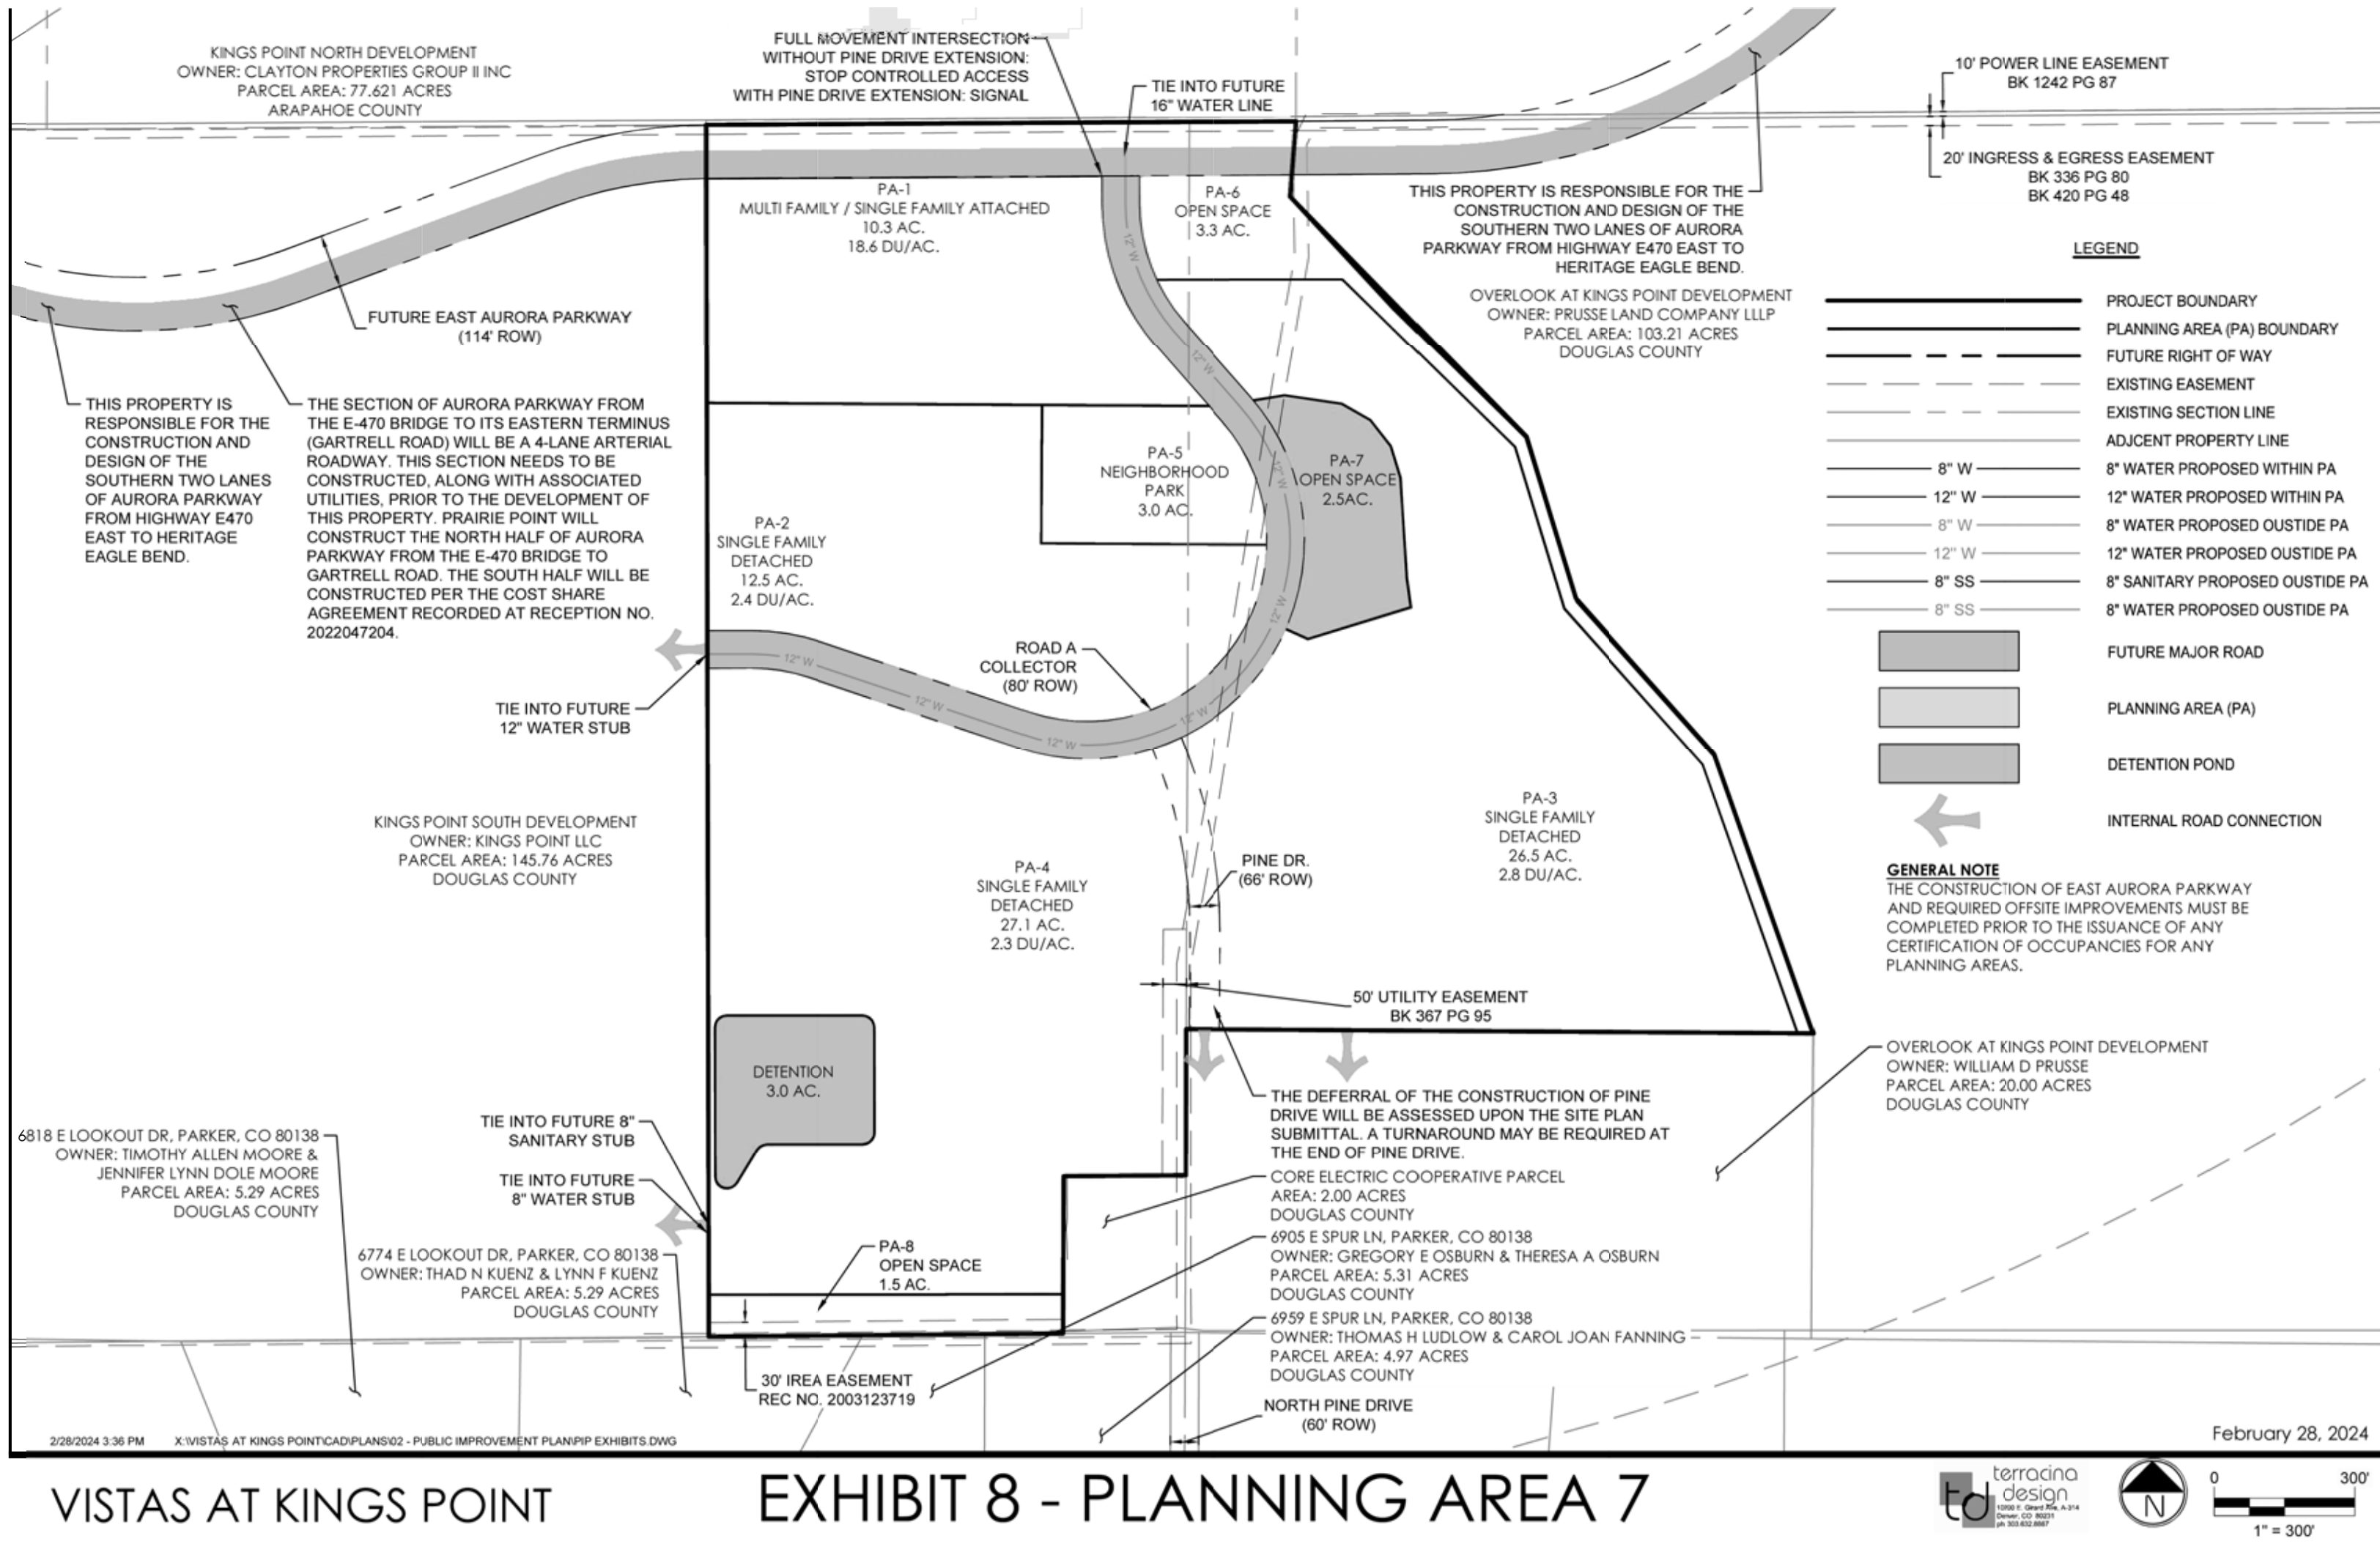 KINGS POINT NORTH DEVELOPMENT
OWNER: CLAYTON PROPERTIES GROUP II INC
PARCEL AREA: 77.621 ACRES
ARAPAHOE COUNTY
FULL MOVEMENT INTERSECTION
WITHOUT PINE DRIVE EXTENSION:
STOP CONTROLLED ACCESS
WITH PINE DRIVE EXTENSION: SIGNAL
TIE INTO FUTURE
16" WATER LINE
10' POWER LINE EASEMENT
BK 1242 PG 87
20' INGRESS & EGRESS EASEMENT
BK 336 PG 80
BK 420 PG 48
PA-1
MULTI FAMILY / SINGLE FAMILY ATTACHED
10.3 AC.
18.6 DU/AC.
PA-6
OPEN SPACE
3.3 AC.
THIS PROPERTY IS RESPONSIBLE FOR THE
CONSTRUCTION AND DESIGN OF THE
SOUTHERN TWO LANES OF AURORA
PARKWAY FROM HIGHWAY E470 EAST TO
HERITAGE EAGLE BEND.
OVERLOOK AT KINGS POINT DEVELOPMENT
OWNER: PRUSSE LAND COMPANY LLLP
PARCEL AREA: 103.21 ACRES
DOUGLAS COUNTY
FUTURE EAST AURORA PARKWAY
(114' ROW)
THIS PROPERTY IS
RESPONSIBLE FOR THE
CONSTRUCTION AND
DESIGN OF THE
SOUTHERN TWO LANES
OF AURORA PARKWAY
FROM HIGHWAY E470
EAST TO HERITAGE
EAGLE BEND.
THE SECTION OF AURORA PARKWAY FROM
THE E-470 BRIDGE TO ITS EASTERN TERMINUS
(GARTRELL ROAD) WILL BE A 4-LANE ARTERIAL
ROADWAY. THIS SECTION NEEDS TO BE
CONSTRUCTED, ALONG WITH ASSOCIATED
UTILITIES, PRIOR TO THE DEVELOPMENT OF
THIS PROPERTY. PRAIRIE POINT WILL
CONSTRUCT THE NORTH HALF OF AURORA
PARKWAY FROM THE E-470 BRIDGE TO
GARTRELL ROAD. THE SOUTH HALF WILL BE
CONSTRUCTED PER THE COST SHARE
AGREEMENT RECORDED AT RECEPTION NO.
2022047204.
12" W
12" W
12" W
12" W
12" W
12" W
12" W
12" W
PA-5
NEIGHBORHOOD
PARK
3.0 AC.
PA-7
OPEN SPACE
2.5AC.
PA-2
SINGLE FAMILY
DETACHED
12.5 AC.
2.4 DU/AC.
ROAD A
COLLECTOR
(80' ROW)
TIE INTO FUTURE
12" WATER STUB
KINGS POINT SOUTH DEVELOPMENT
OWNER: KINGS POINT LLC
PARCEL AREA: 145.76 ACRES
DOUGLAS COUNTY
PA-4
SINGLE FAMILY
DETACHED
27.1 AC.
2.3 DU/AC.
PINE DR.
(66' ROW)
PA-3
SINGLE FAMILY
DETACHED
26.5 AC.
2.8 DU/AC.
50' UTILITY EASEMENT
BK 367 PG 95
DETENTION
3.0 AC.
THE DEFERRAL OF THE CONSTRUCTION OF PINE
DRIVE WILL BE ASSESSED UPON THE SITE PLAN
SUBMITTAL. A TURNAROUND MAY BE REQUIRED AT
THE END OF PINE DRIVE.
CORE ELECTRIC COOPERATIVE PARCEL
AREA: 2.00 ACRES
DOUGLAS COUNTY
6905 E SPUR LN, PARKER, CO 80138
OWNER: GREGORY E OSBURN & THERESA A OSBURN
PARCEL AREA: 5.31 ACRES
DOUGLAS COUNTY
6959 E SPUR LN, PARKER, CO 80138
OWNER: THOMAS H LUDLOW & CAROL JOAN FANNING
PARCEL AREA: 4.97 ACRES
DOUGLAS COUNTY
NORTH PINE DRIVE
(60' ROW)
TIE INTO FUTURE 8"
SANITARY STUB
TIE INTO FUTURE
8" WATER STUB
6818 E LOOKOUT DR, PARKER, CO 80138
OWNER: TIMOTHY ALLEN MOORE &
JENNIFER LYNN DOLE MOORE
PARCEL AREA: 5.29 ACRES
DOUGLAS COUNTY
6774 E LOOKOUT DR, PARKER, CO 80138
OWNER: THAD N KUENZ & LYNN F KUENZ
PARCEL AREA: 5.29 ACRES
DOUGLAS COUNTY
PA-8
OPEN SPACE
1.5 AC.
30' IREA EASEMENT
REC NO. 2003123719
OVERLOOK AT KINGS POINT DEVELOPMENT
OWNER: WILLIAM D PRUSSE
PARCEL AREA: 20.00 ACRES
DOUGLAS COUNTY
LEGEND
PROJECT BOUNDARY
PLANNING AREA (PA) BOUNDARY
FUTURE RIGHT OF WAY
EXISTING EASEMENT
EXISTING SECTION LINE
ADJCENT PROPERTY LINE
8" W 8" WATER PROPOSED WITHIN PA
12" W 12" WATER PROPOSED WITHIN PA
8" W 8" WATER PROPOSED OUSTIDE PA
12" W 12" WATER PROPOSED OUSTIDE PA
8" SS 8" SANITARY PROPOSED OUSTIDE PA
8" SS 8" WATER PROPOSED OUSTIDE PA
FUTURE MAJOR ROAD
PLANNING AREA (PA)
DETENTION POND
INTERNAL ROAD CONNECTION
GENERAL NOTE
THE CONSTRUCTION OF EAST AURORA PARKWAY
AND REQUIRED OFFSITE IMPROVEMENTS MUST BE
COMPLETED PRIOR TO THE ISSUANCE OF ANY
CERTIFICATION OF OCCUPANCIES FOR ANY
PLANNING AREAS.
2/28/2024 3:36 PM X:\VISTAS AT KINGS POINT\CAD\PLANS\02 - PUBLIC IMPROVEMENT PLAN\PIP EXHIBITS.DWG
February 28, 2024
VISTAS AT KINGS POINT
EXHIBIT 8 - PLANNING AREA 7
td
terracina
design
10200 E. Girard Ave, A-314
Denver, CO 80231
ph 303.632.8867
N
0 300'
1" = 300'